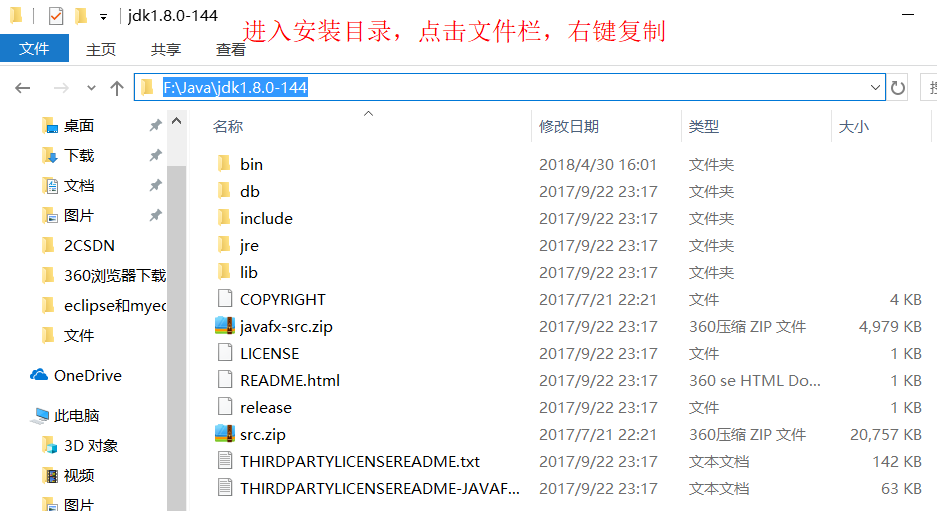 jdk1.8.0-144
进入安装目录，点击文件栏，右键复制
文件 主页 共享 查看
F:\Java\jdk1.8.0-144
名称 修改日期 类型 大小
桌面
下载
文档
图片
2CSDN
360浏览器下载
eclipse和myec
文件
OneDrive
此电脑
3D 对象
视频
图片
bin 2018/4/30 16:01 文件夹
db 2017/9/22 23:17 文件夹
include 2017/9/22 23:17 文件夹
jre 2017/9/22 23:17 文件夹
lib 2017/9/22 23:17 文件夹
COPYRIGHT 2017/7/21 22:21 文件 4 KB
javafx-src.zip 2017/9/22 23:17 360压缩 ZIP 文件 4,979 KB
LICENSE 2017/9/22 23:17 文件 1 KB
README.html 2017/9/22 23:17 360 se HTML Do... 1 KB
release 2017/9/22 23:17 文件 1 KB
src.zip 2017/7/21 22:21 360压缩 ZIP 文件 20,757 KB
THIRDPARTYLICENSEREADME.txt 2017/9/22 23:17 文本文档 142 KB
THIRDPARTYLICENSEREADME-JAVAF... 2017/9/22 23:17 文本文档 63 KB